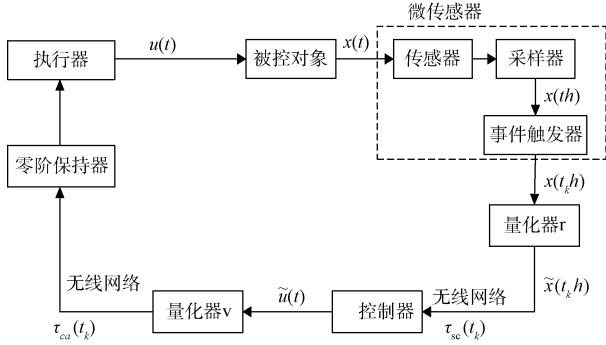 微传感器
执行器
u(t)
被控对象
x(t)
传感器
采样器
x(th)
事件触发器
零阶保持器
x(t_k h)
量化器r
无线网络
x̃(t_k h)
ũ(t)
无线网络
量化器v
控制器
τ_ca(t_k)
τ_sc(t_k)